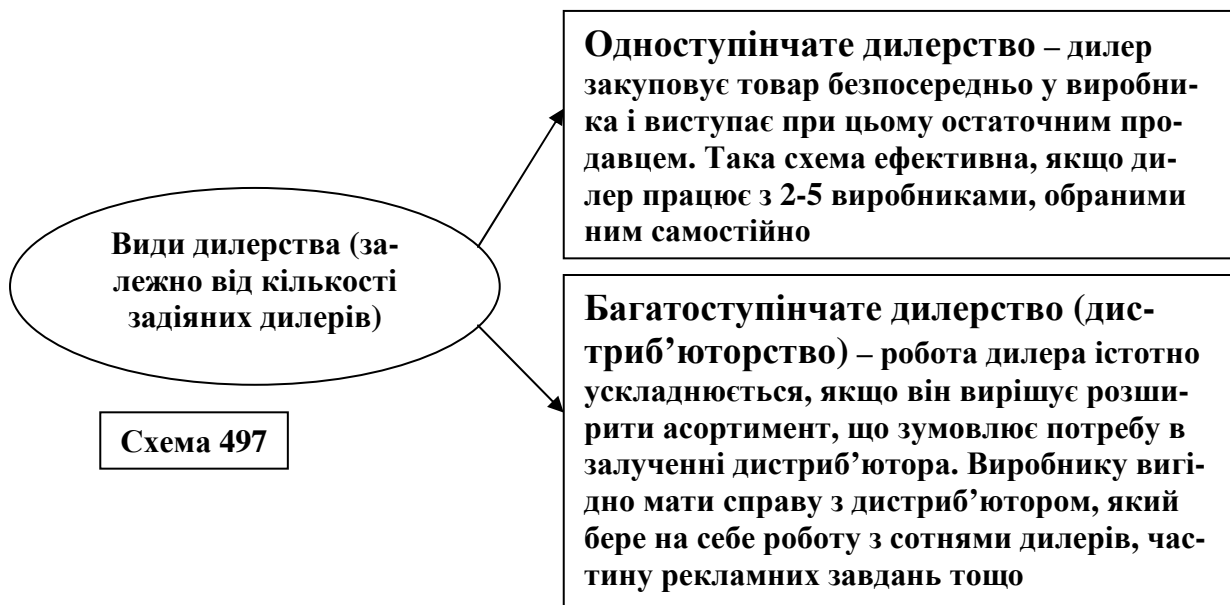 Одноступінчате дилерство – дилер
закуповує товар безпосередньо у виробни-
ка і виступає при цьому остаточним про-
давцем. Така схема ефективна, якщо ди-
лер працює з 2-5 виробниками, обраними
ним самостійно
Види дилерства (за-
лежно від кількості
задіяних дилерів)
Багатоступінчате дилерство (дис-
триб’юторство) – робота дилера істотно
ускладнюється, якщо він вирішує розши-
рити асортимент, що зумовлює потребу в
залученні дистриб’ютора. Виробнику вигі-
дно мати справу з дистриб’ютором, який
бере на себе роботу з сотнями дилерів, час-
тину рекламних завдань тощо
Схема 497